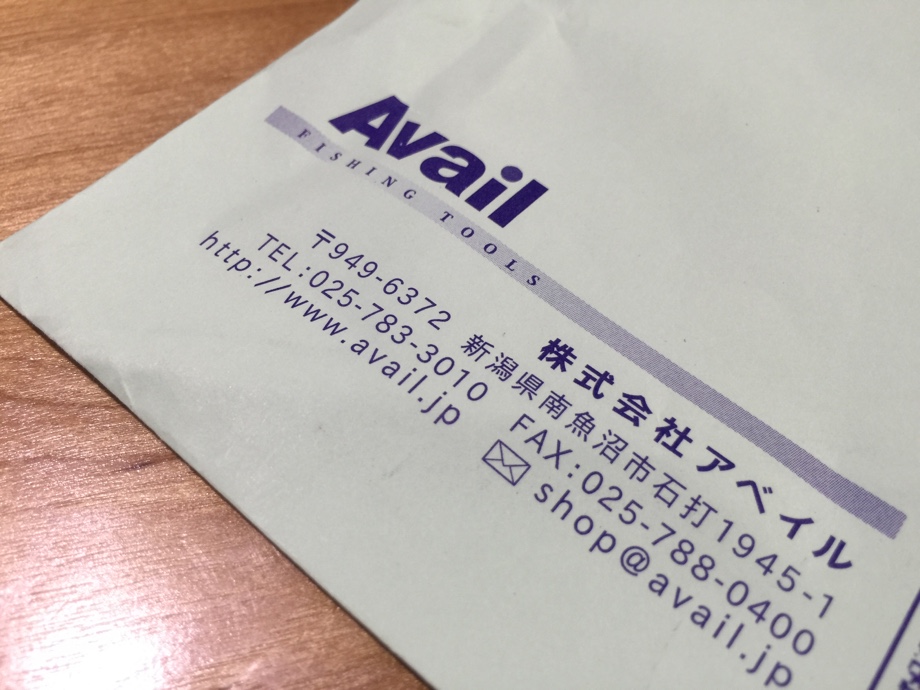 Avail
FISHING TOOLS
株式会社アベイル
〒949-6372 新潟県南魚沼市石打1945-1
TEL:025-783-3010 FAX:025-788-0400
http://www.avail.jp ✉shop@avail.jp